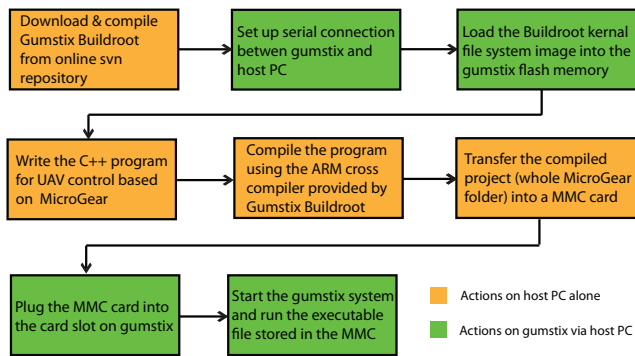 Download & compile
Gumstix Buildroot
from online svn
repository
Set up serial connection
betwen gumstix and
host PC
Load the Buildroot kernal
file system image into the
gumstix flash memory
Write the C++ program
for UAV control based
on MicroGear
Compile the program
using the ARM cross
compiler provided by
Gumstix Buildroot
Transfer the compiled
project (whole MicroGear
folder) into a MMC card
Plug the MMC card into
the card slot on gumstix
Start the gumstix system
and run the executable
file stored in the MMC
Actions on host PC alone
Actions on gumstix via host PC